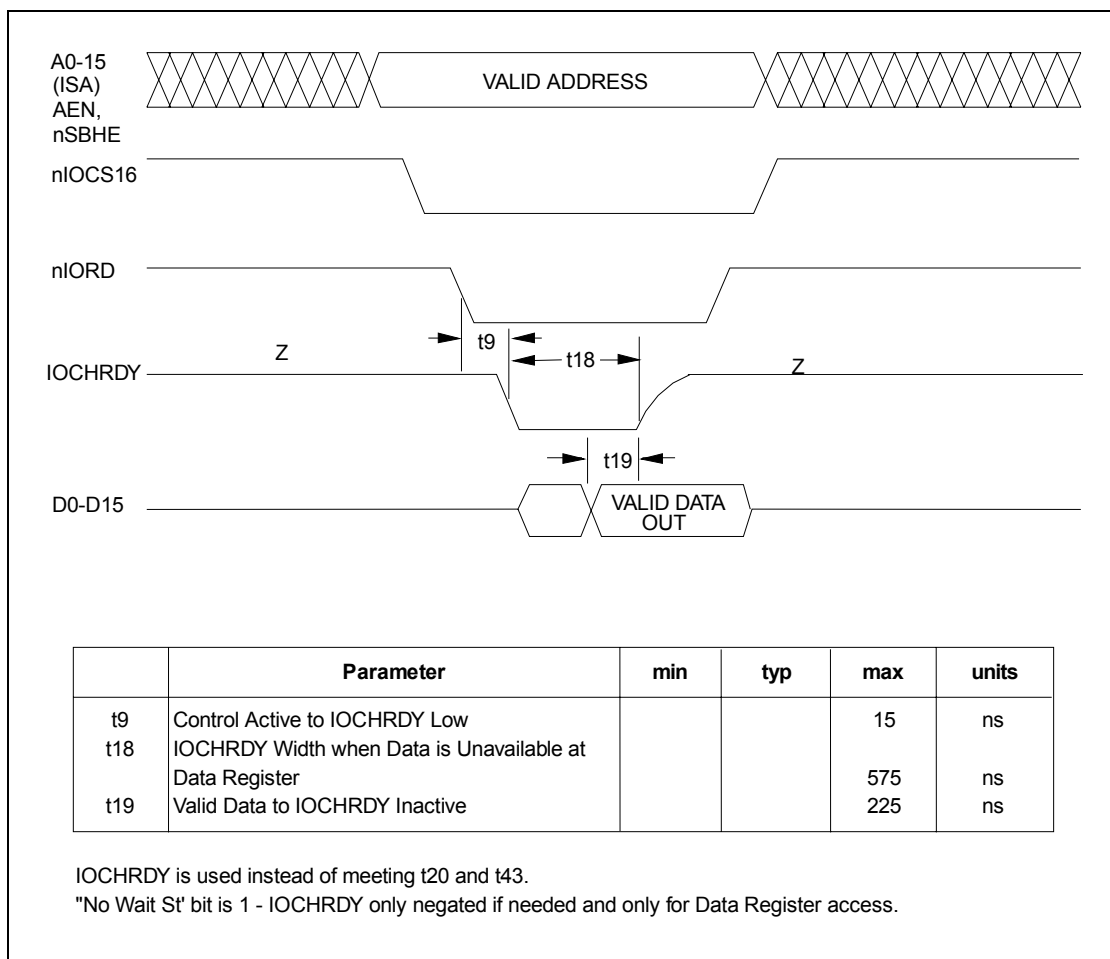 A0-15
(ISA)
AEN,
nSBHE
VALID ADDRESS
nIOCS16
nIORD
t9
Z
t18
Z
IOCHRDY
t19
D0-D15
VALID DATA
OUT
Parameter min typ max units
t9 Control Active to IOCHRDY Low 15 ns
t18 IOCHRDY Width when Data is Unavailable at
Data Register 575 ns
t19 Valid Data to IOCHRDY Inactive 225 ns
IOCHRDY is used instead of meeting t20 and t43.
"No Wait St' bit is 1 - IOCHRDY only negated if needed and only for Data Register access.